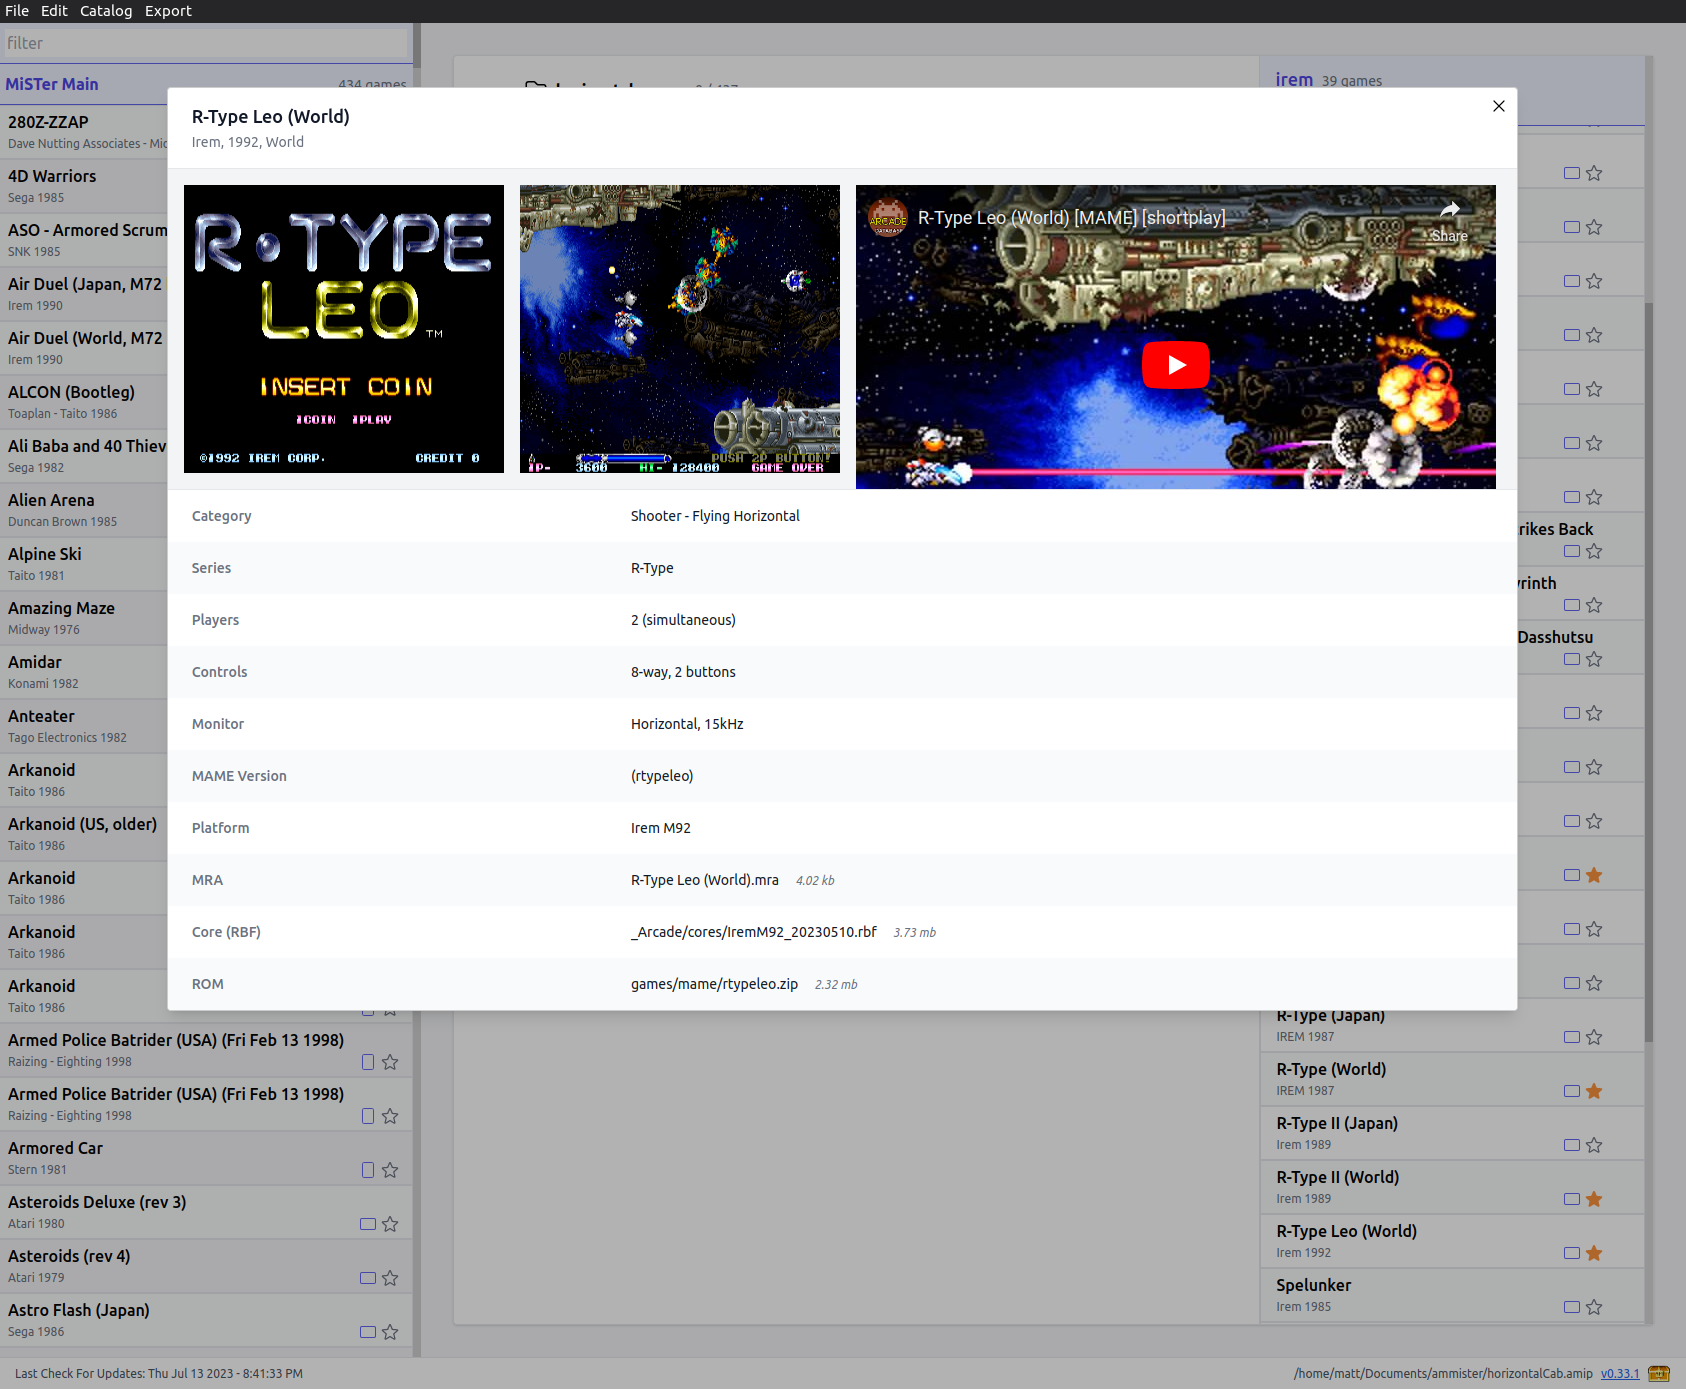 File Edit Catalog Export
filter
MiSTer Main 434 games
280Z-ZZAP
Dave Nutting Associates - Mid
4D Warriors
Sega 1985
ASO - Armored Scrum
SNK 1985
Air Duel (Japan, M72
Irem 1990
Air Duel (World, M72
Irem 1990
ALCON (Bootleg)
Toaplan - Taito 1986
Ali Baba and 40 Thiev
Sega 1982
Alien Arena
Duncan Brown 1985
Alpine Ski
Taito 1981
Amazing Maze
Midway 1976
Amidar
Konami 1982
Anteater
Tago Electronics 1982
Arkanoid
Taito 1986
Arkanoid (US, older)
Taito 1986
Arkanoid
Taito 1986
Arkanoid
Taito 1986
Arkanoid
Taito 1986
Armed Police Batrider (USA) (Fri Feb 13 1998)
Raizing - Eighting 1998
Armed Police Batrider (USA) (Fri Feb 13 1998)
Raizing - Eighting 1998
Armored Car
Stern 1981
Asteroids Deluxe (rev 3)
Atari 1980
Asteroids (rev 4)
Atari 1979
Astro Flash (Japan)
Sega 1986
R-Type Leo (World)
Irem, 1992, World
R·TYPE
LEO™
INSERT COIN
1COIN 1PLAY
©1992 IREM CORP. CREDIT 0
PUSH 2P BUTTON!
1P- 3600 HI- 128400 GAME OVER
ARCADE
DATABASE
R-Type Leo (World) [MAME] [shortplay]
Share
Category Shooter - Flying Horizontal
Series R-Type
Players 2 (simultaneous)
Controls 8-way, 2 buttons
Monitor Horizontal, 15kHz
MAME Version (rtypeleo)
Platform Irem M92
MRA R-Type Leo (World).mra 4.02 kb
Core (RBF) _Arcade/cores/IremM92_20230510.rbf 3.73 mb
ROM games/mame/rtypeleo.zip 2.32 mb
irem 39 games
rikes Back
yrinth
Dasshutsu
R-Type (Japan)
IREM 1987
R-Type (World)
IREM 1987
R-Type II (Japan)
Irem 1989
R-Type II (World)
Irem 1989
R-Type Leo (World)
Irem 1992
Spelunker
Irem 1985
Last Check For Updates: Thu Jul 13 2023 - 8:41:33 PM
/home/matt/Documents/ammister/horizontalCab.amip v0.33.1